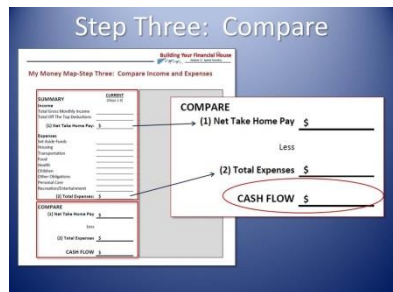 Step Three: Compare
Building Your Financial House
My Money Map-Step Three: Compare Income and Expenses
CURRENT
SUMMARY
Income
Total Gross Monthly Income
Total Off The Top Deductions
(1) Net Take Home Pay: $
Expenses
Set Aside Funds
Housing
Transportation
Food
Health
Children
Other Obligations
Personal Care
Recreation/Entertainment
(2) Total Expenses: $
COMPARE
(1) Net Take Home Pay $
less
(2) Total Expenses $
CASH FLOW $
COMPARE
(1) Net Take Home Pay $
Less
(2) Total Expenses $
CASH FLOW $